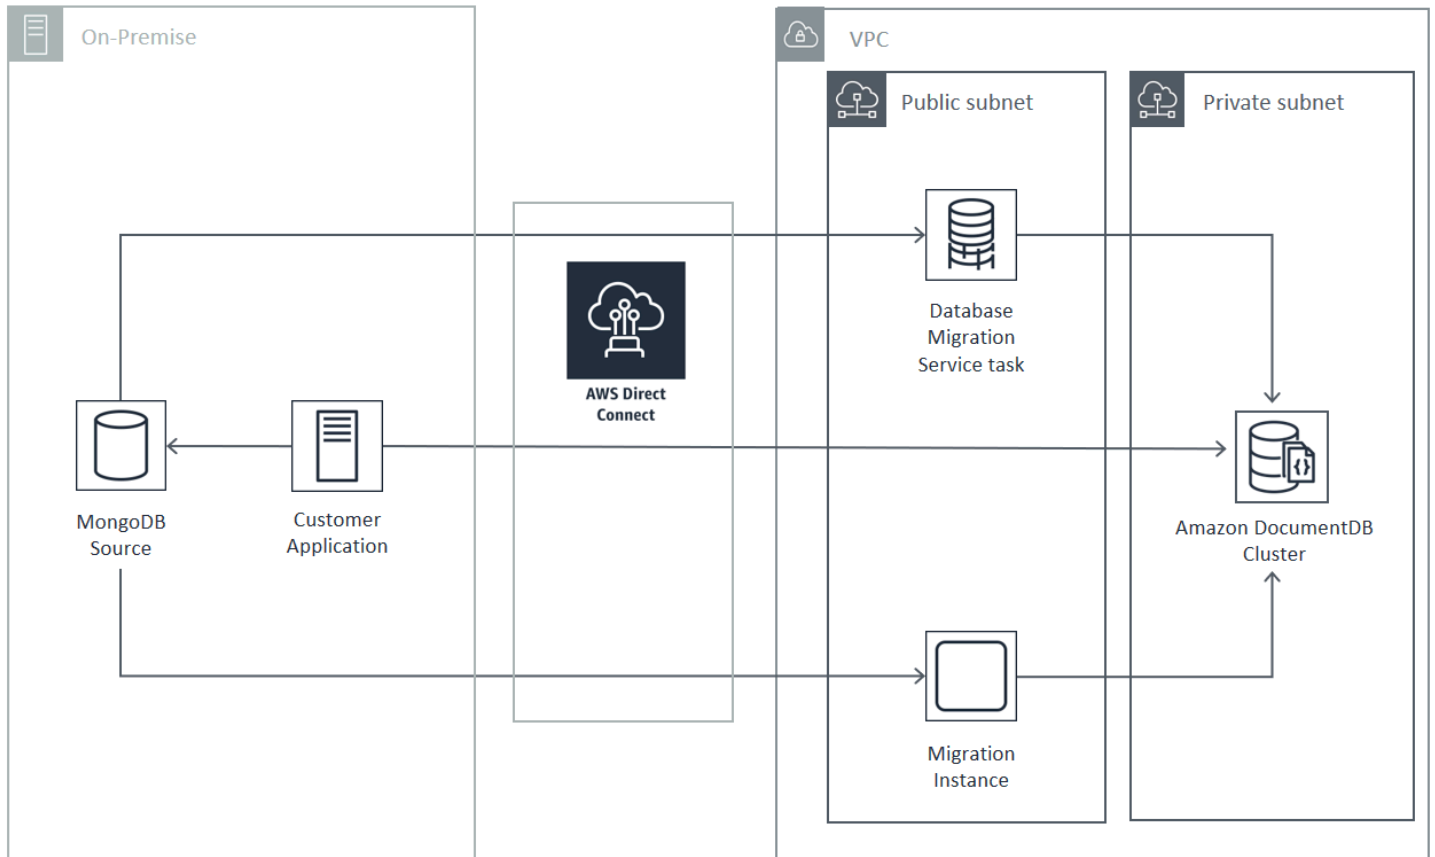 On-Premise
VPC
Public subnet
Private subnet
Database
Migration
Service task
AWS Direct
Connect
MongoDB
Source
Customer
Application
Amazon DocumentDB
Cluster
Migration
Instance